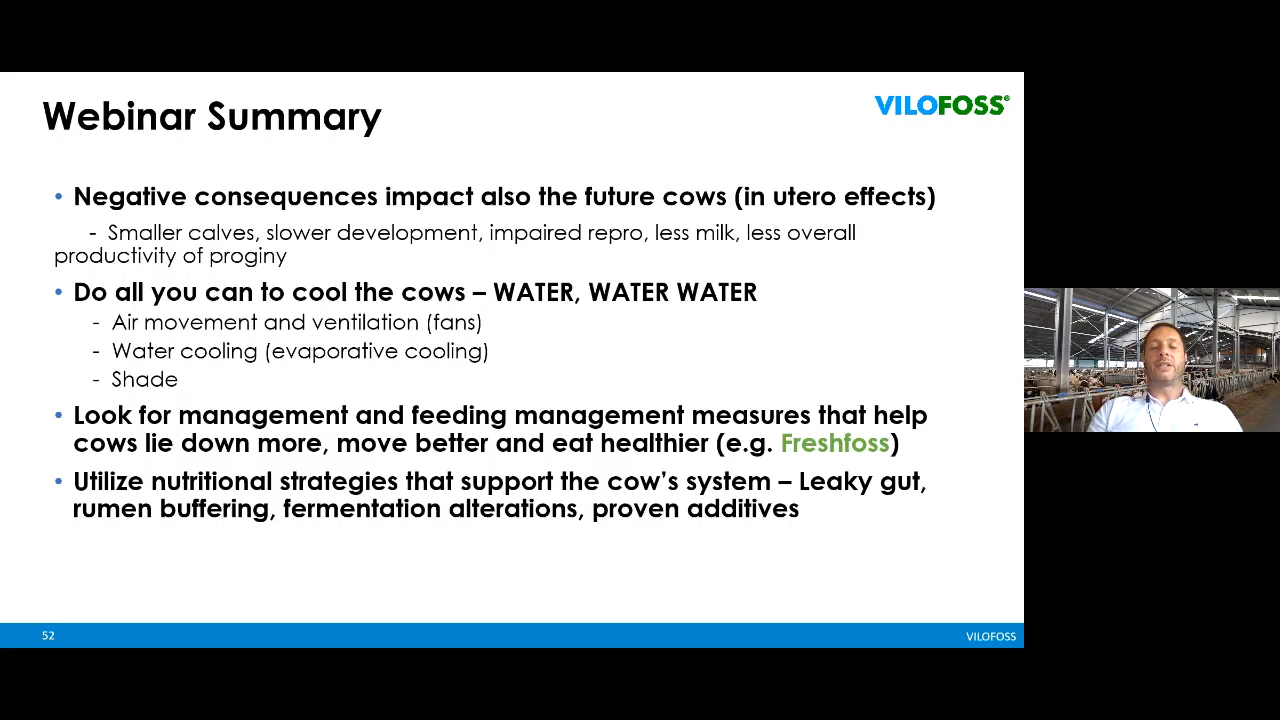 Webinar Summary
VILOFOSS®
• Negative consequences impact also the future cows (in utero effects)
- Smaller calves, slower development, impaired repro, less milk, less overall
productivity of proginy
• Do all you can to cool the cows – WATER, WATER WATER
- Air movement and ventilation (fans)
- Water cooling (evaporative cooling)
- Shade
• Look for management and feeding management measures that help
cows lie down more, move better and eat healthier (e.g. Freshfoss)
• Utilize nutritional strategies that support the cow’s system – Leaky gut,
rumen buffering, fermentation alterations, proven additives
52
VILOFOSS